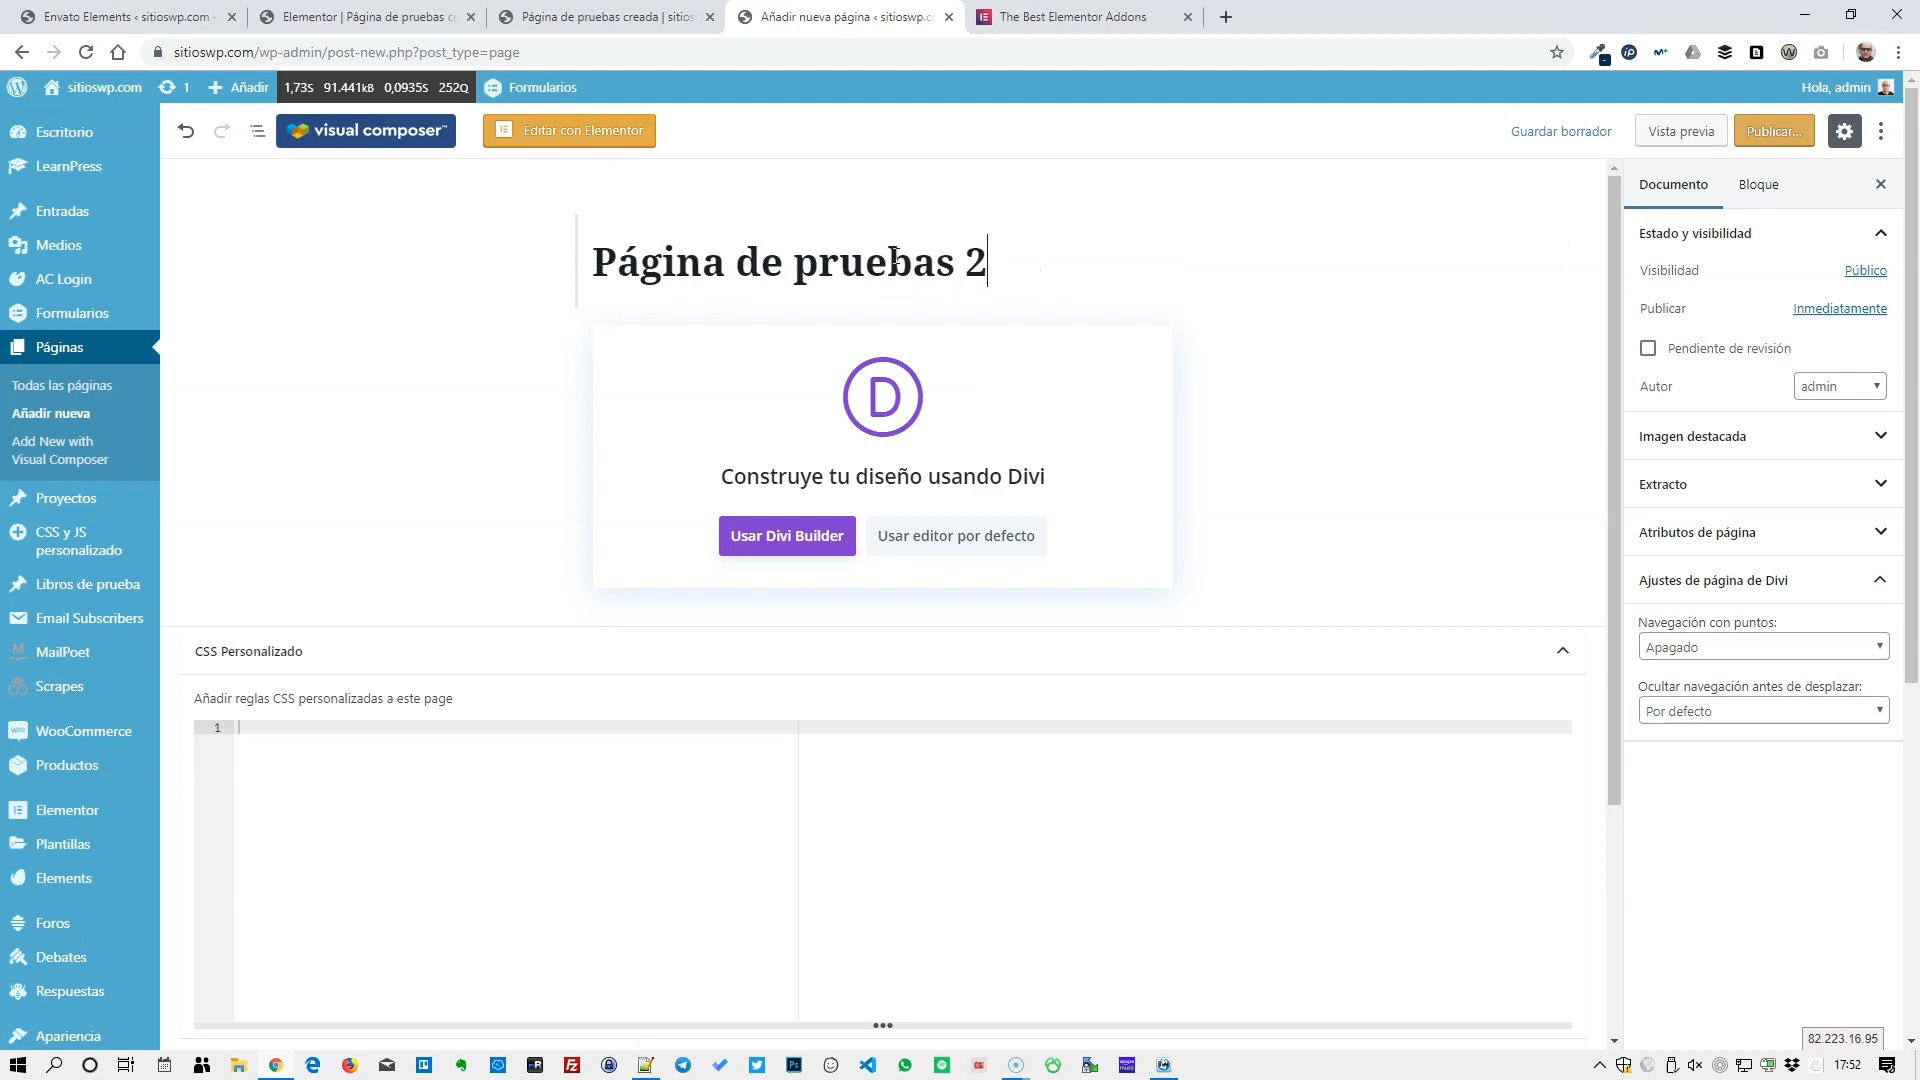 Envato Elements ‹ sitioswp.com —
Elementor | Página de pruebas c
Página de pruebas creada | sitios
Añadir nueva página ‹ sitioswp.co
The Best Elementor Addons
sitioswp.com/wp-admin/post-new.php?post_type=page
sitioswp.com
1
Añadir
1,73S 91.441KB 0,0935S 252Q
Formularios
Hola, admin
Escritorio
LearnPress
Entradas
Medios
AC Login
Formularios
Páginas
Todas las páginas
Añadir nueva
Add New with
Visual Composer
Proyectos
CSS y JS
personalizado
Libros de prueba
Email Subscribers
MailPoet
Scrapes
WooCommerce
Productos
Elementor
Plantillas
Elements
Foros
Debates
Respuestas
Apariencia
visual composer™
Editar con Elementor
Guardar borrador
Vista previa
Publicar...
Página de pruebas 2
D
Construye tu diseño usando Divi
Usar Divi Builder
Usar editor por defecto
CSS Personalizado
Añadir reglas CSS personalizadas a este page
1
Documento
Bloque
Estado y visibilidad
Visibilidad
Público
Publicar
Inmediatamente
Pendiente de revisión
Autor
admin
Imagen destacada
Extracto
Atributos de página
Ajustes de página de Divi
Navegación con puntos:
Apagado
Ocultar navegación antes de desplazar:
Por defecto
82.223.16.95
17:52